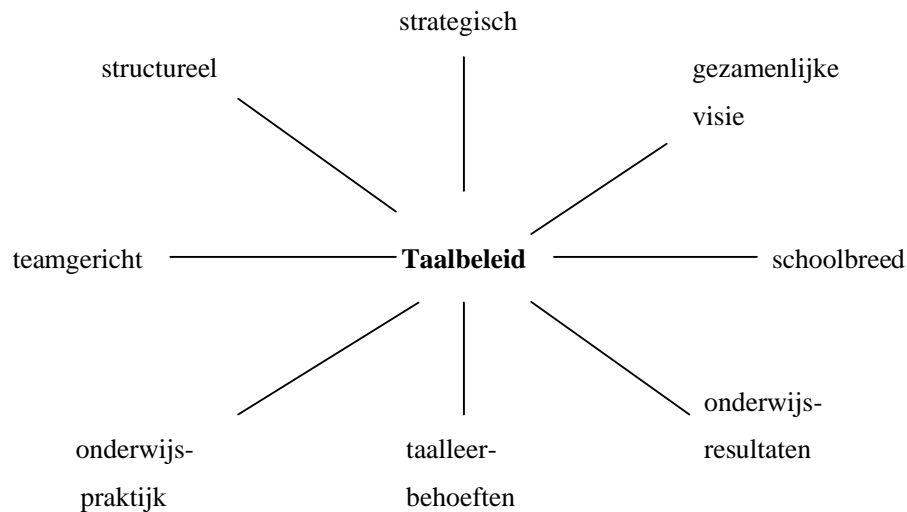 strategisch
structureel
gezamenlijke
visie
teamgericht
Taalbeleid
schoolbreed
onderwijs-
resultaten
onderwijs-
praktijk
taalleer-
behoeften